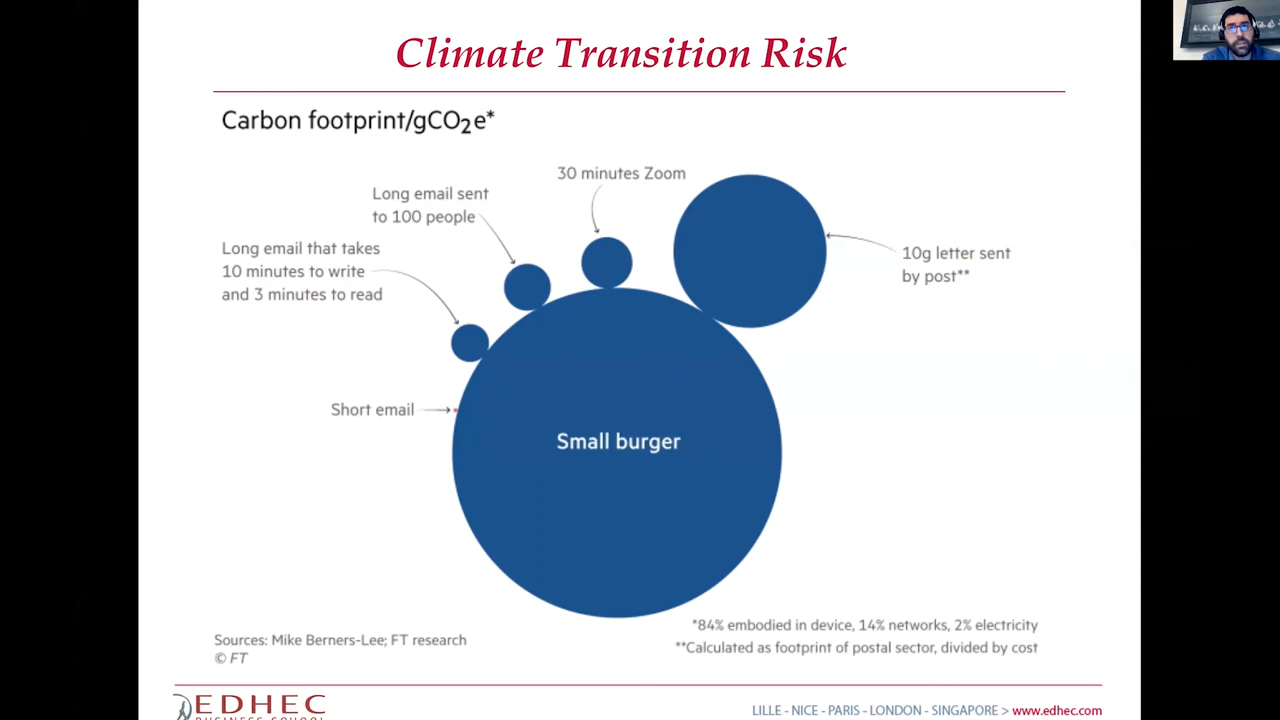 Climate Transition Risk
Carbon footprint/gCO₂e*
30 minutes Zoom
Long email sent
to 100 people
Long email that takes
10 minutes to write
and 3 minutes to read
10g letter sent
by post**
Short email
Small burger
*84% embodied in device, 14% networks, 2% electricity
**Calculated as footprint of postal sector, divided by cost
Sources: Mike Berners-Lee; FT research
© FT
EDHEC
BUSINESS SCHOOL
LILLE - NICE - PARIS - LONDON - SINGAPORE > www.edhec.com